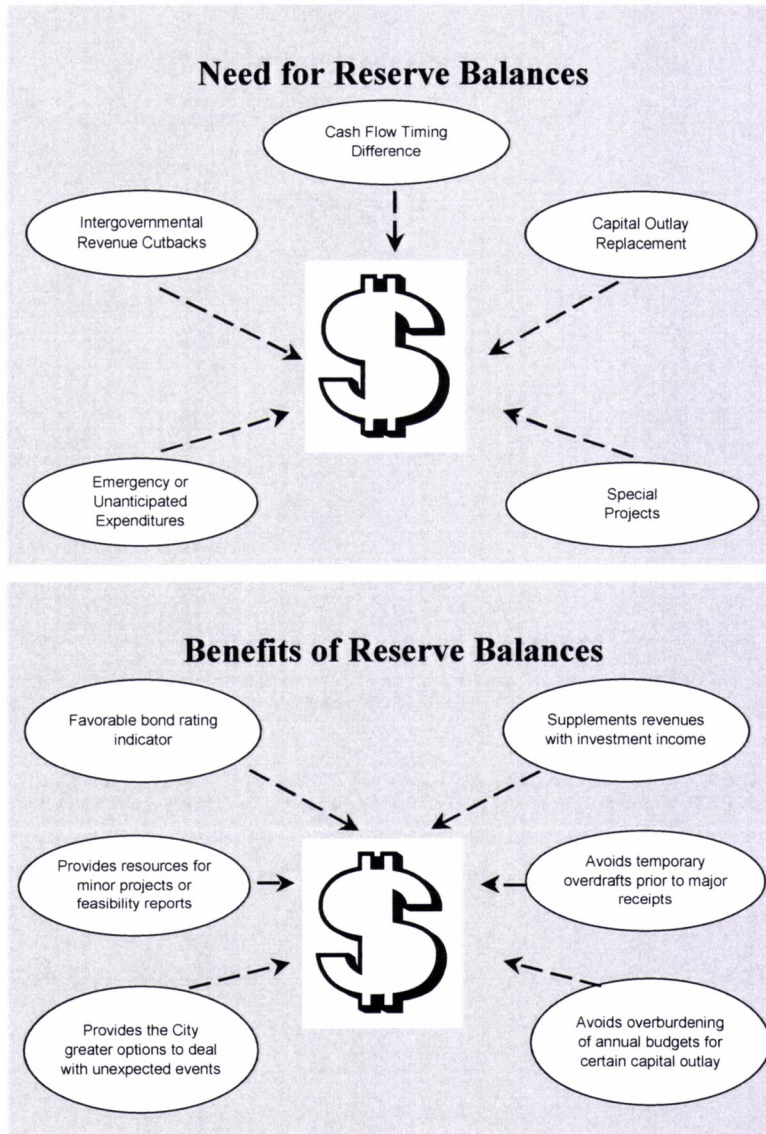 Need for Reserve Balances
Cash Flow Timing
Difference
Intergovernmental
Revenue Cutbacks
Capital Outlay
Replacement
$
Emergency or
Unanticipated
Expenditures
Special
Projects
Benefits of Reserve Balances
Favorable bond rating
indicator
Supplements revenues
with investment income
Provides resources for
minor projects or
feasibility reports
$
Avoids temporary
overdrafts prior to major
receipts
Provides the City
greater options to deal
with unexpected events
Avoids overburdening
of annual budgets for
certain capital outlay